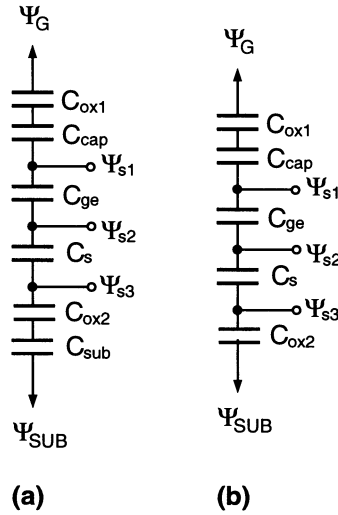 Ψ_G
C_ox1
C_cap
Ψ_s1
C_ge
Ψ_s2
C_s
Ψ_s3
C_ox2
C_sub
Ψ_SUB
(a)
Ψ_G
C_ox1
C_cap
Ψ_s1
C_ge
Ψ_s2
C_s
Ψ_s3
C_ox2
Ψ_SUB
(b)